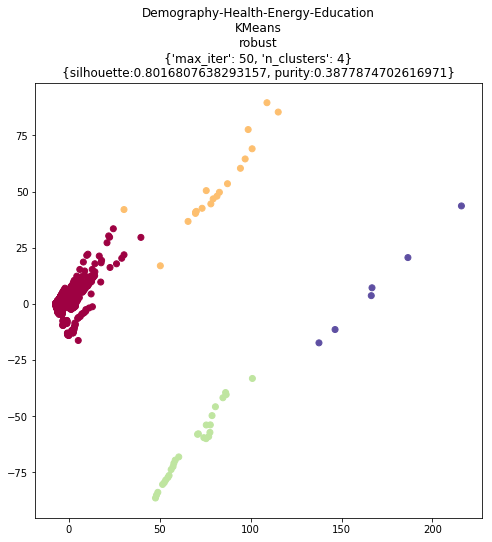 Demography-Health-Energy-Education
KMeans
robust
{'max_iter': 50, 'n_clusters': 4}
{silhouette:0.8016807638293157, purity:0.3877874702616971}
75
50
25
0
−25
−50
−75
0
50
100
150
200